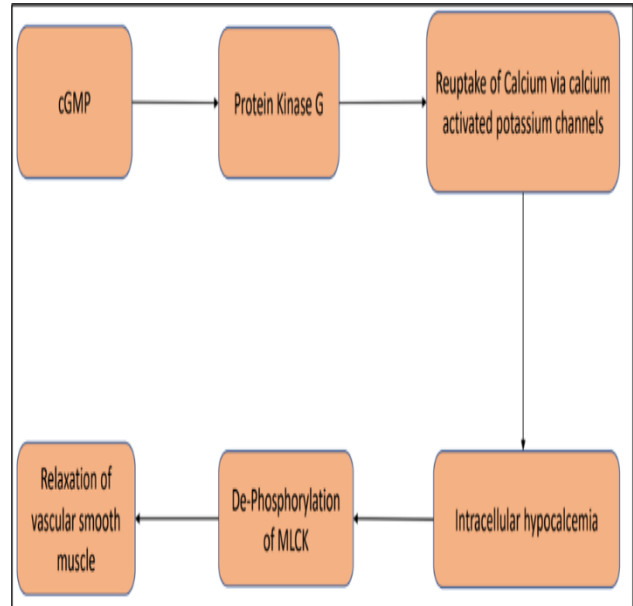 cGMP
Protein Kinase G
Reuptake of Calcium via calcium
activated potassium channels
Intracellular hypocalcemia
De-Phosphorylation
of MLCK
Relaxation of
vascular smooth
muscle